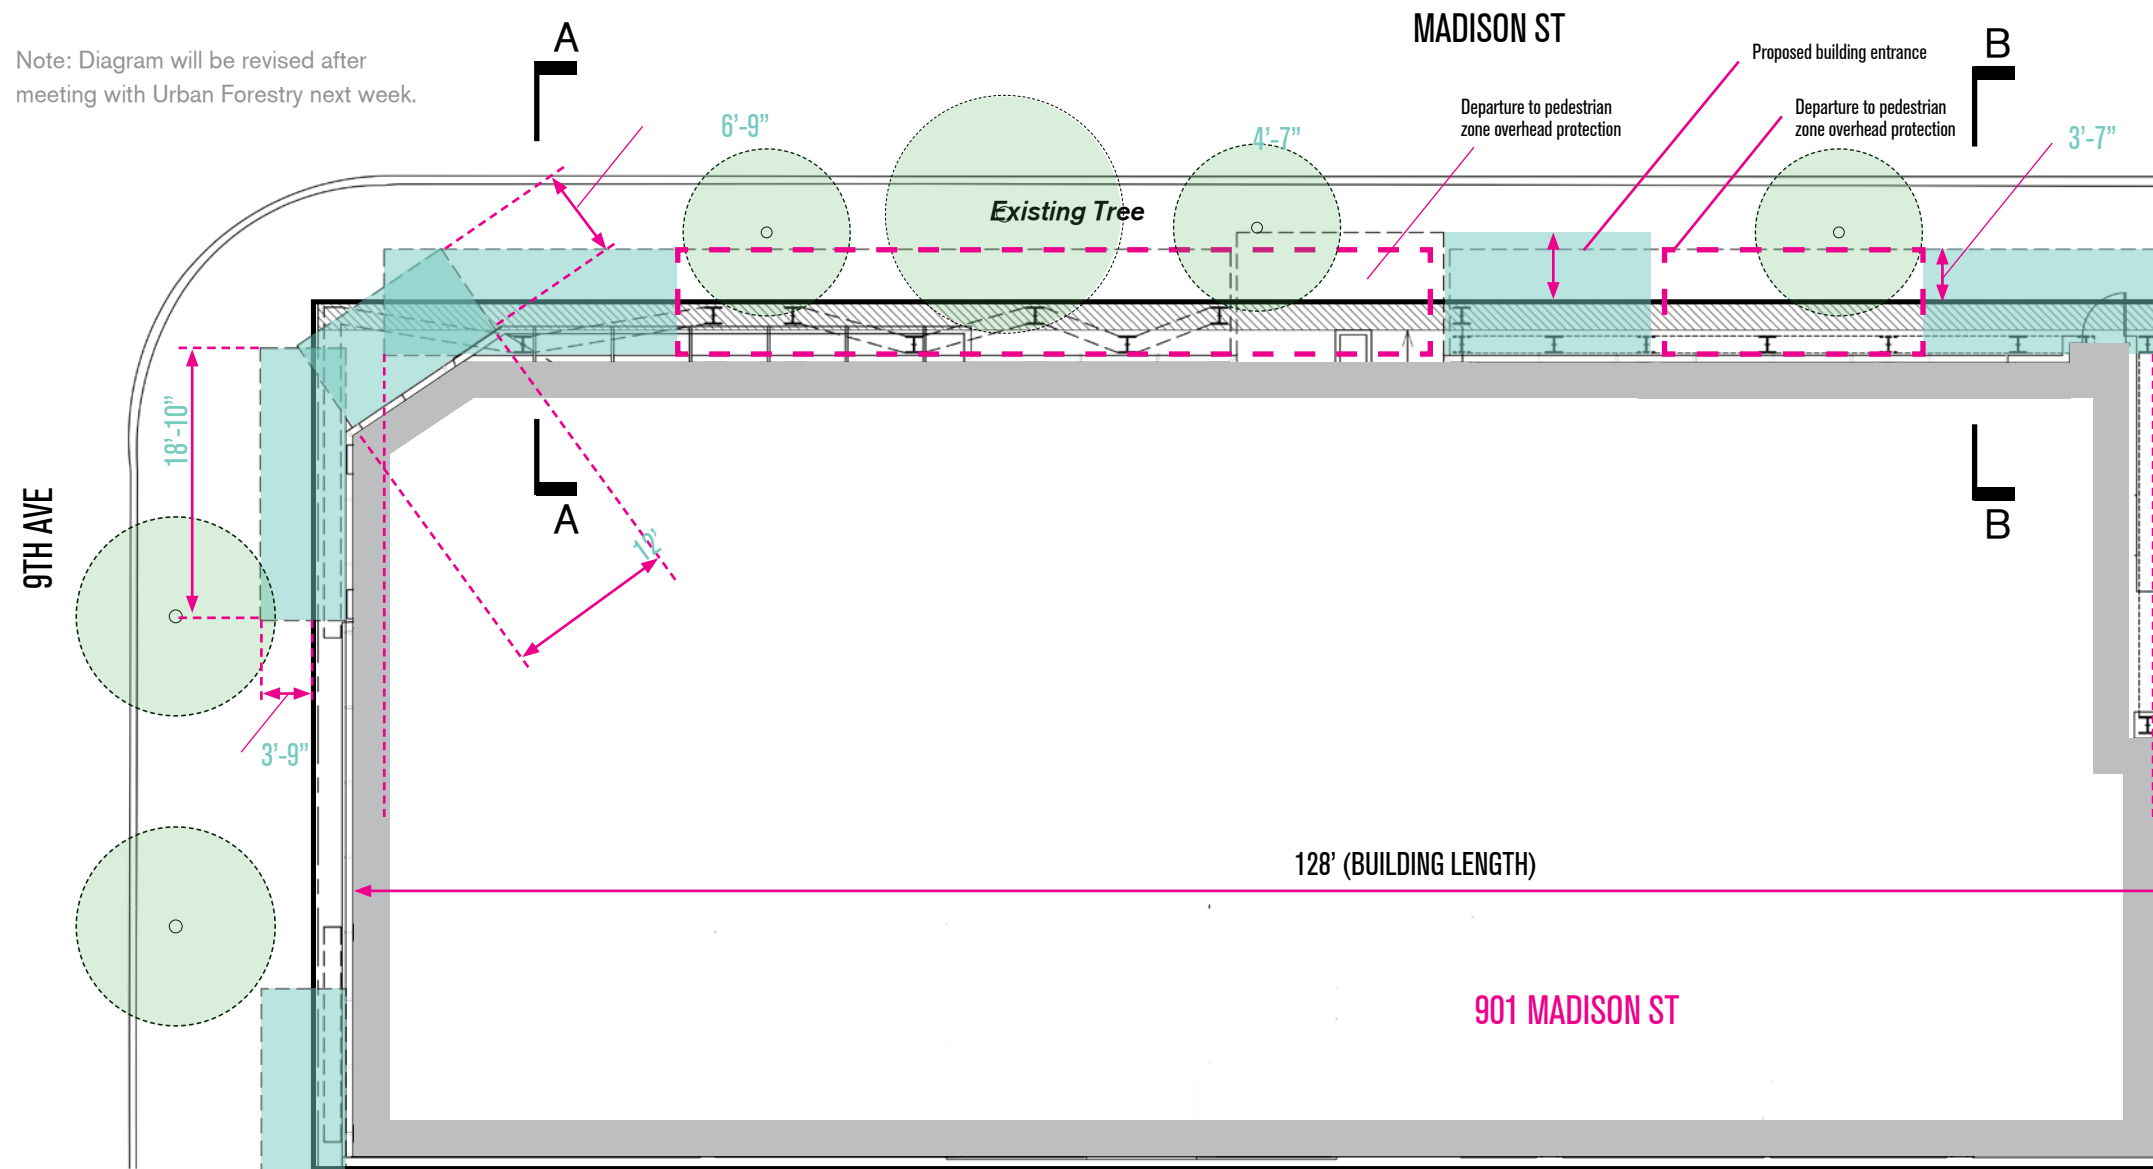 MADISON ST
A
B
Note: Diagram will be revised after
meeting with Urban Forestry next week.
Proposed building entrance
Departure to pedestrian
zone overhead protection
Departure to pedestrian
zone overhead protection
6’-9”
4’-7”
3’-7”
Existing Tree
18’-10”
9TH AVE
A
B
12’
3’-9”
128’ (BUILDING LENGTH)
901 MADISON ST